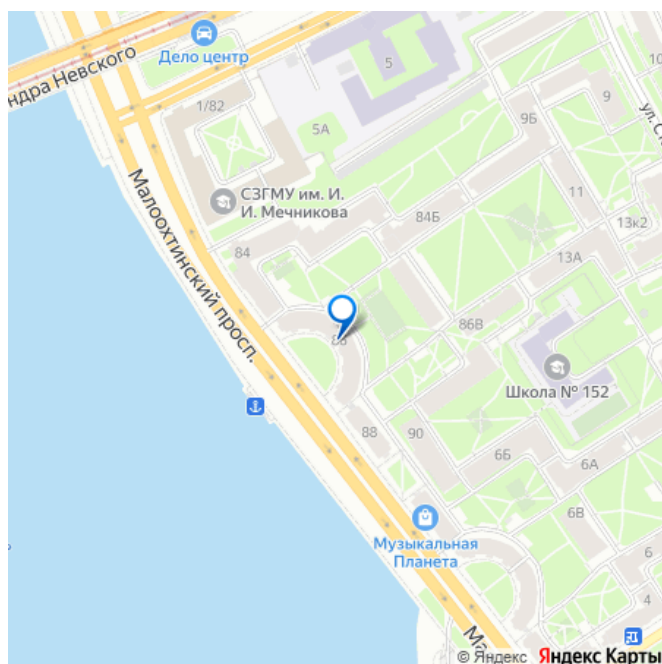 ндра Невского
Дело центр
5
1/82
5А
9Б
9
10
ул. Ст
СЗГМУ им. И.
И. Мечникова
84Б
11
13к2
13А
84
Малоохтинский просп.
86В
Школа № 152
88
90
6Б
6А
6В
Музыкальная
Планета
6
4
Ма
© Яндекс Яндекс Карты